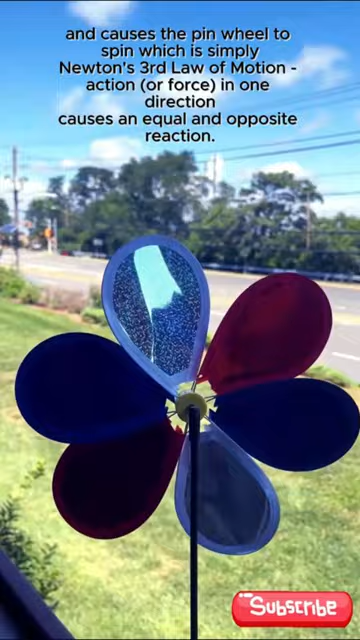 and causes the pin wheel to
spin which is simply
Newton's 3rd Law of Motion -
action (or force) in one
direction
causes an equal and opposite
reaction.
Subscribe